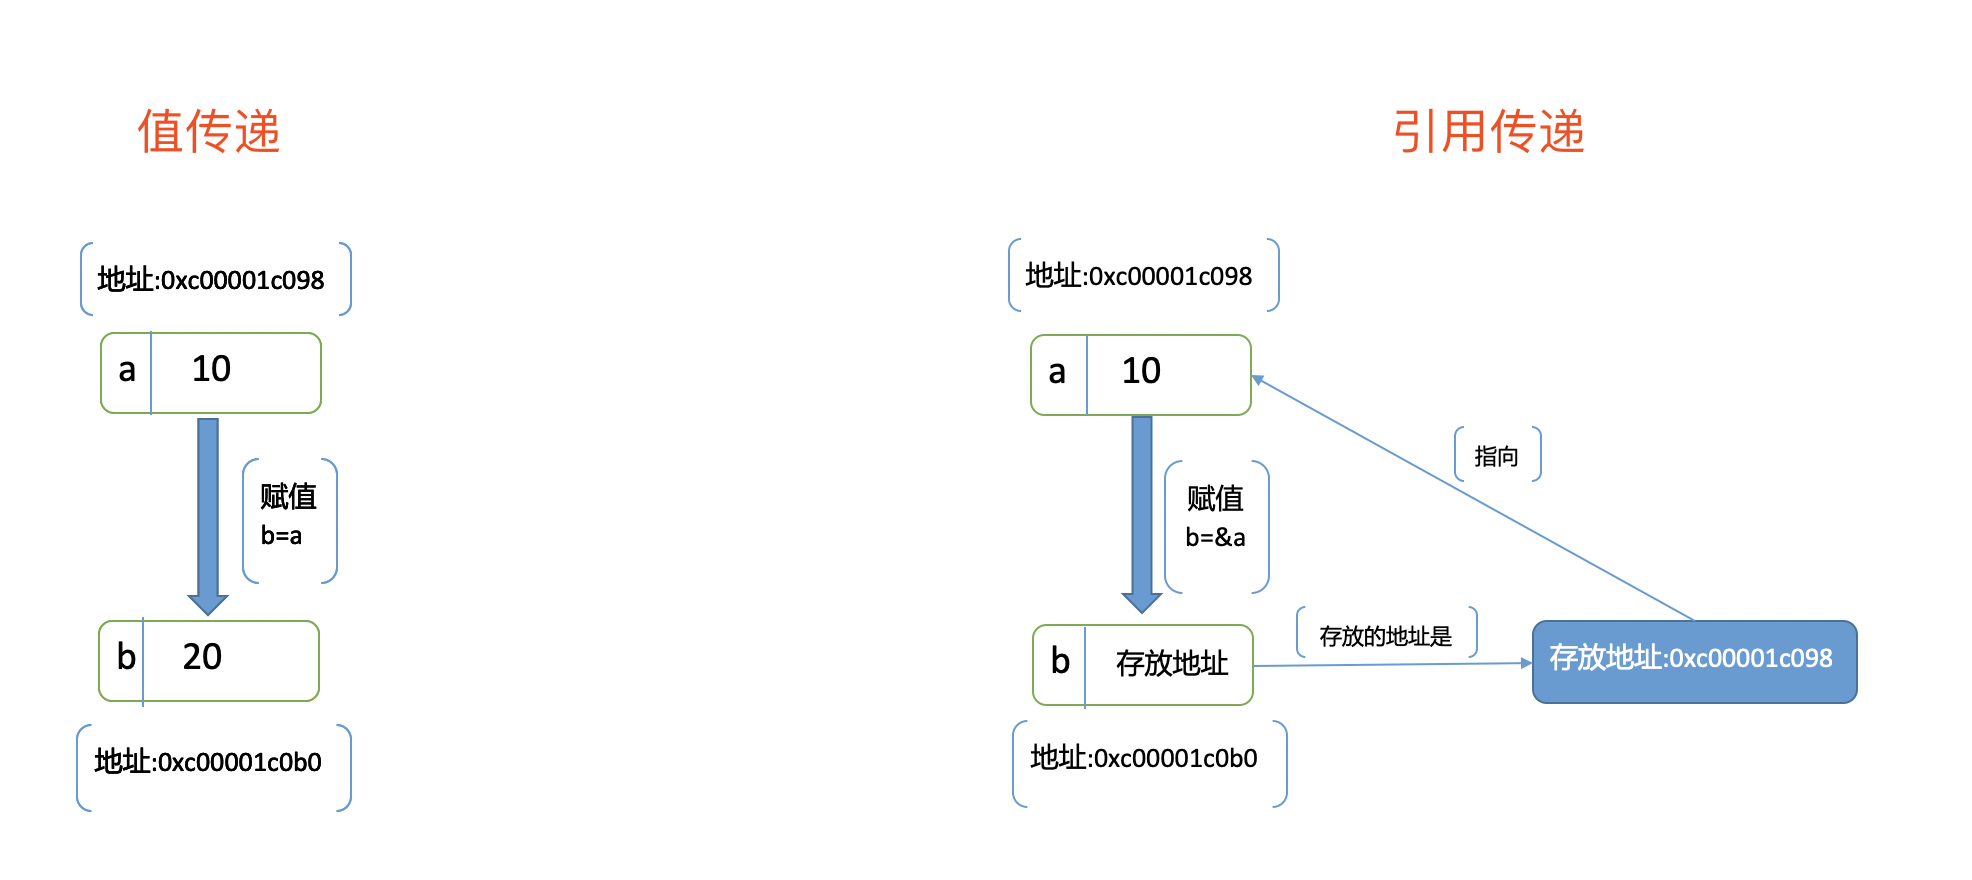 值传递
地址:0xc00001c098
a 10
赋值
b=a
b 20
地址:0xc00001c0b0
引用传递
地址:0xc00001c098
a 10
指向
赋值
b=&a
存放的地址是
b 存放地址
存放地址:0xc00001c098
地址:0xc00001c0b0